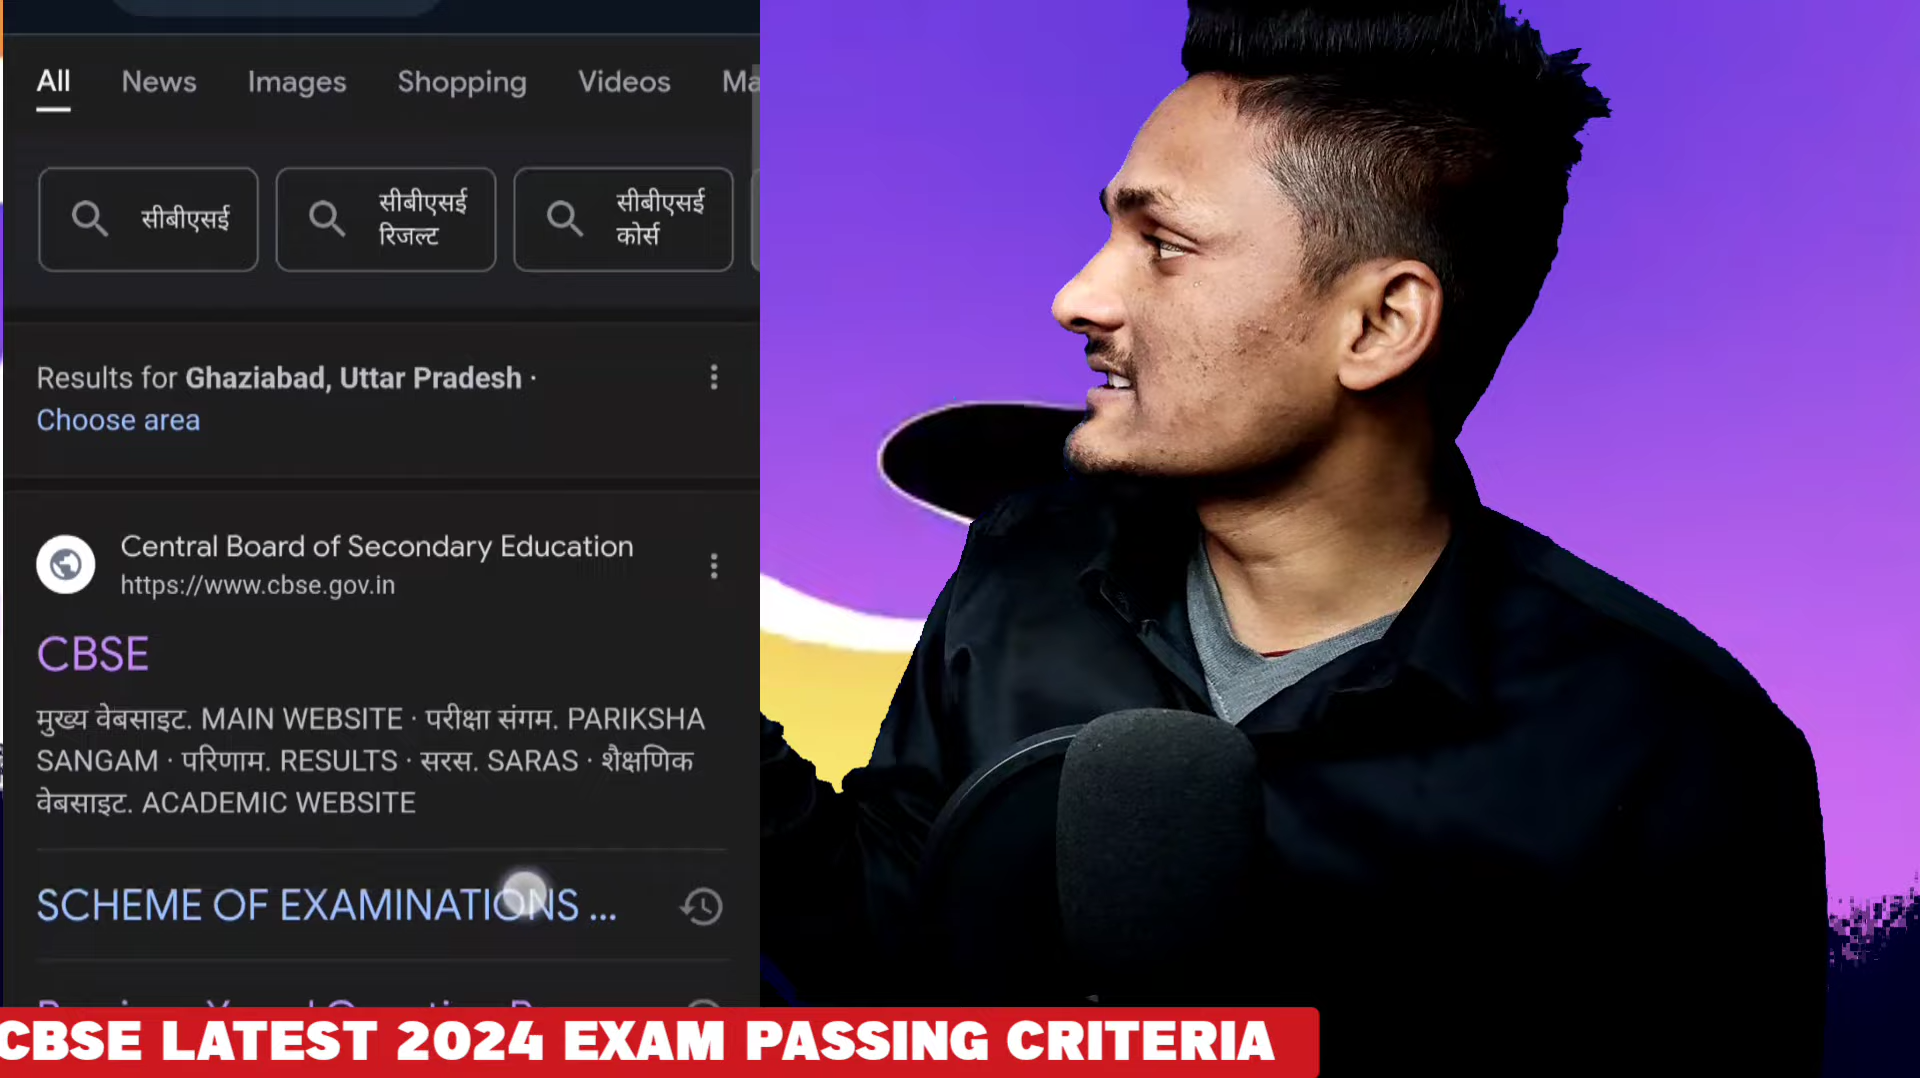 All News Images Shopping Videos Ma
सीबीएसई
सीबीएसई
रिजल्ट
सीबीएसई
कोर्स
Results for Ghaziabad, Uttar Pradesh ·
Choose area
Central Board of Secondary Education
https://www.cbse.gov.in
CBSE
मुख्य वेबसाइट. MAIN WEBSITE · परीक्षा संगम. PARIKSHA
SANGAM · परिणाम. RESULTS · सरस. SARAS · शैक्षणिक
वेबसाइट. ACADEMIC WEBSITE
SCHEME OF EXAMINATIONS ...
CBSE LATEST 2024 EXAM PASSING CRITERIA